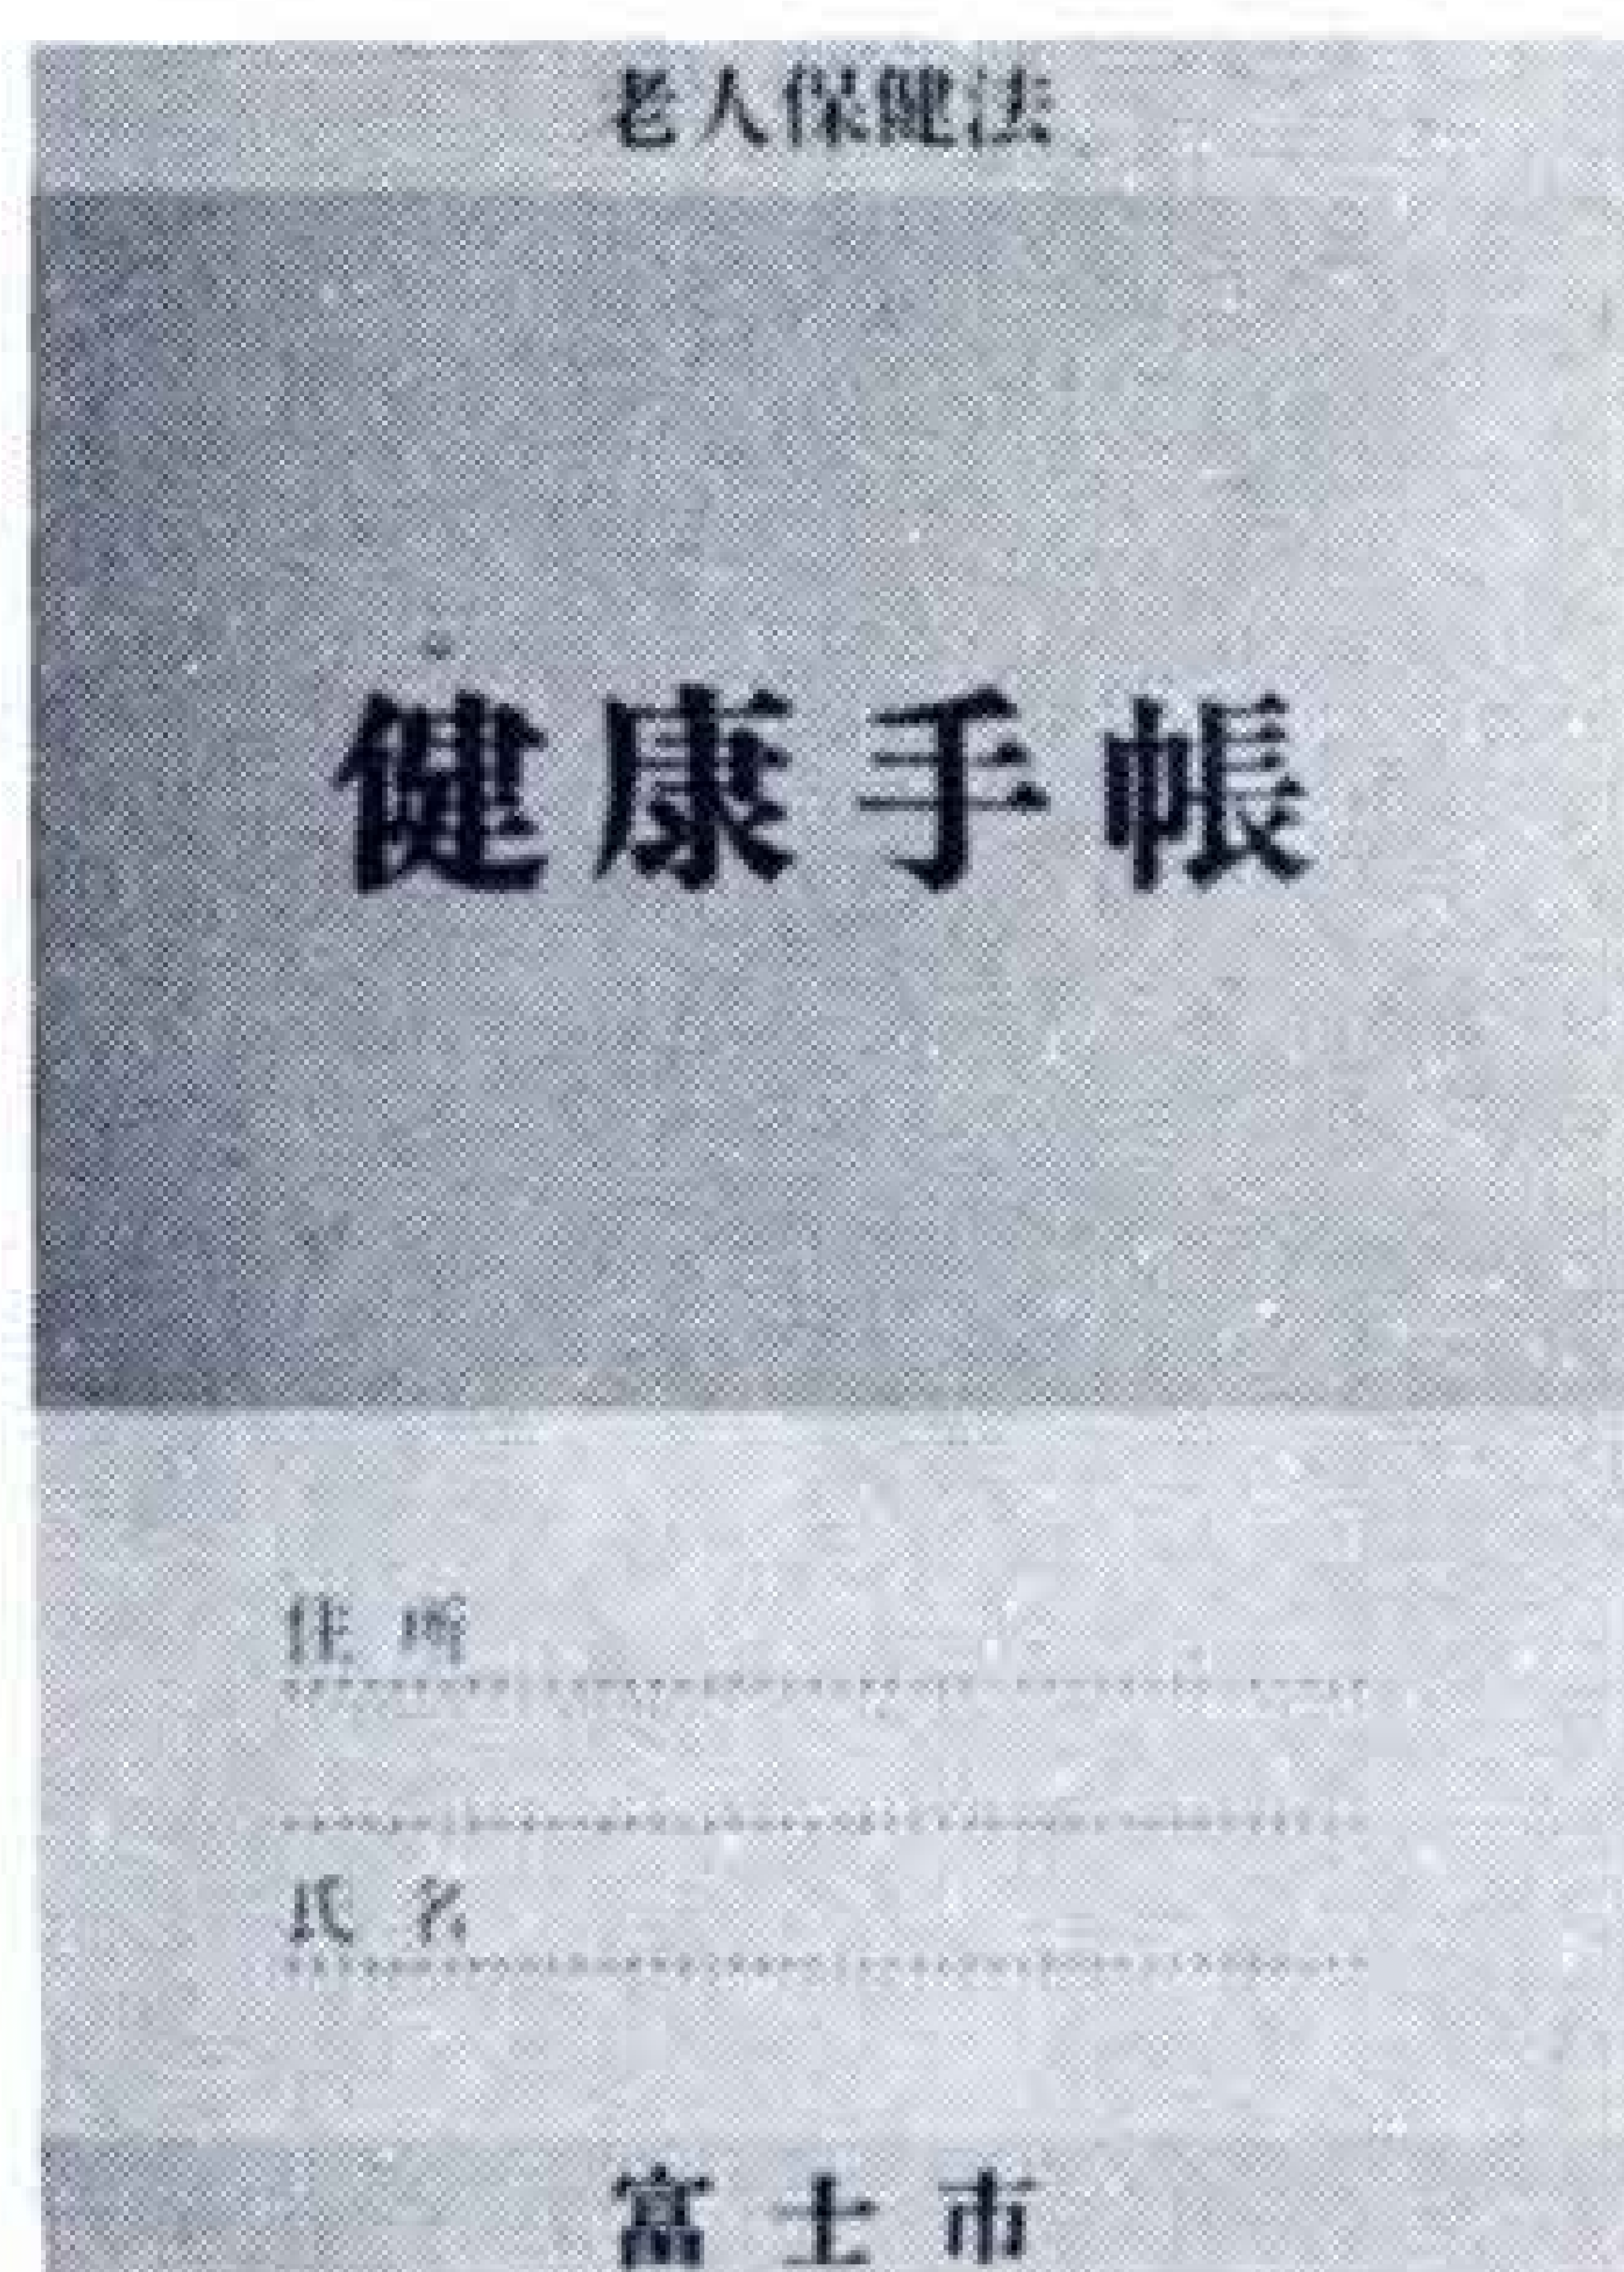 老人保健法
健康手帳
住所
氏名
富士市